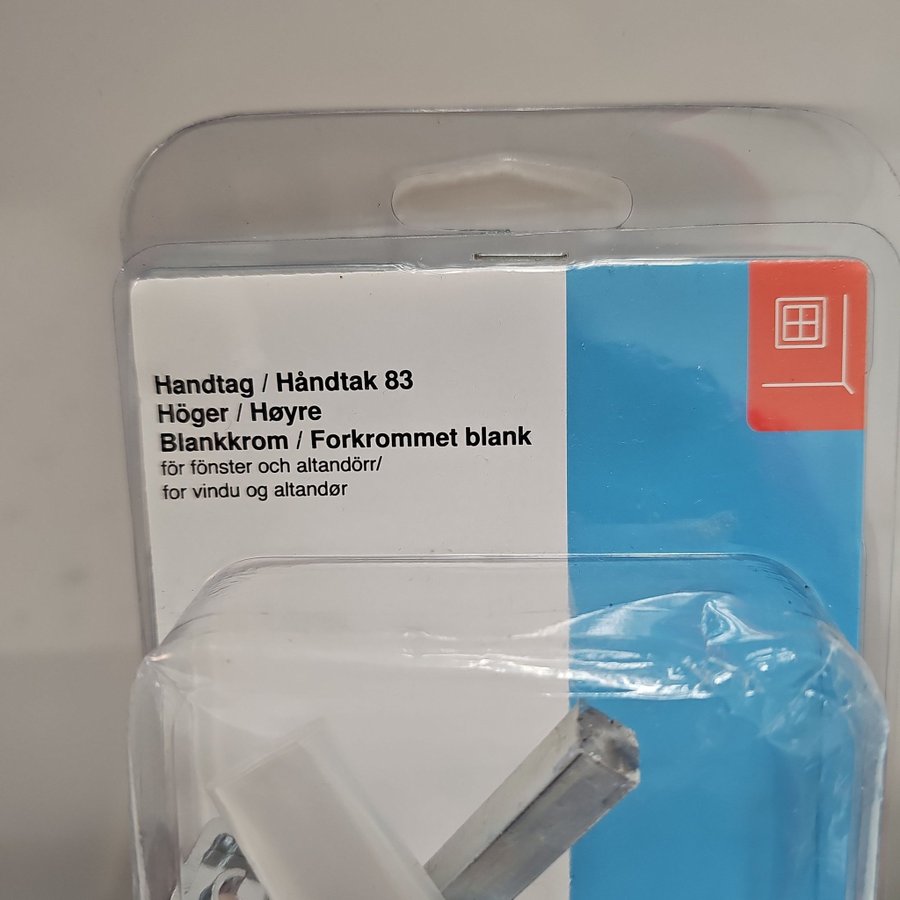 Handtag / Håndtak 83
Höger / Høyre
Blankkrom / Forkrommet blank
för fönster och altandörr/
for vindu og altandør